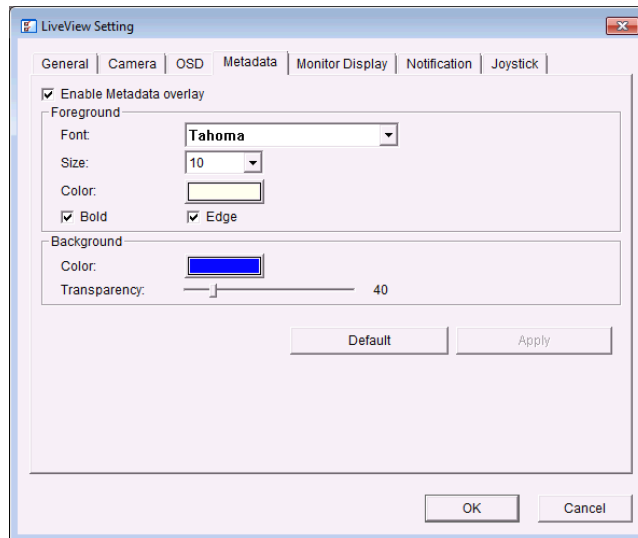 LiveView Setting
General Camera OSD Metadata Monitor Display Notification Joystick
Enable Metadata overlay
Foreground
Font: Tahoma
Size: 10
Color:
Bold Edge
Background
Color:
Transparency: 40
Default Apply
OK Cancel